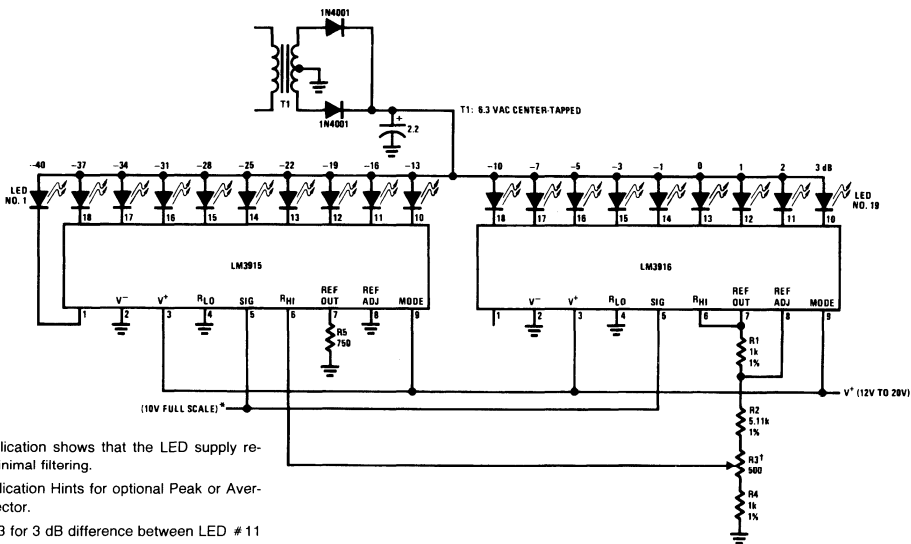 1N4001
T1
1N4001
+
2.2
T1: 6.3 VAC CENTER-TAPPED
-40 -37 -34 -31 -28 -25 -22 -19 -16 -13 -10 -7 -5 -3 -1 0 1 2 3 dB
LED
NO. 1
LED
NO. 19
18 17 16 15 14 13 12 11 10 18 17 16 15 14 13 12 11 10
LM3915 LM3916
V- V+ RLO SIG RHI REF OUT REF ADJ MODE
V- V+ RLO SIG RHI REF OUT REF ADJ MODE
1 2 3 4 5 6 7 8 9 1 2 3 4 5 6 7 8 9
R5
750
R1
1k
1%
V+ (12V TO 20V)
(10V FULL SCALE)*
R2
5.11k
1%
R3†
500
R4
1k
1%
lication shows that the LED supply re-
inimal filtering.
lication Hints for optional Peak or Aver-
ector.
3 for 3 dB difference between LED #11